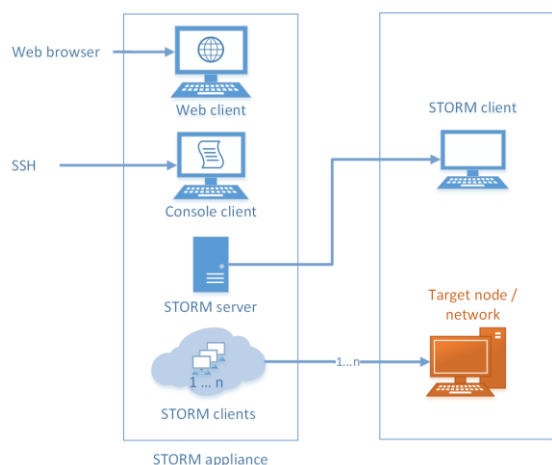 Web browser
Web client
SSH
Console client
STORM server
1 ... n
STORM clients
STORM appliance
STORM client
Target node /
network
1...n